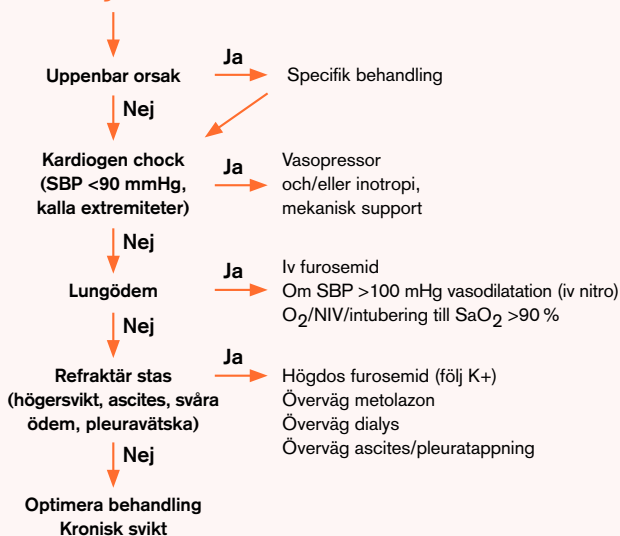 Uppenbar orsak
Ja
Specifik behandling
Nej
Kardiogen chock
(SBP <90 mmHg,
kalla extremiteter)
Ja
Vasopressor
och/eller inotropi,
mekanisk support
Nej
Lungödem
Ja
Iv furosemid
Om SBP >100 mmHg vasodilatation (iv nitro)
O2/NIV/intubering till SaO2 >90 %
Nej
Refraktär stas
(högersvikt, ascites, svåra
ödem, pleuravätska)
Ja
Högdos furosemid (följ K+)
Överväg metolazon
Överväg dialys
Överväg ascites/pleuratappning
Nej
Optimera behandling
Kronisk svikt